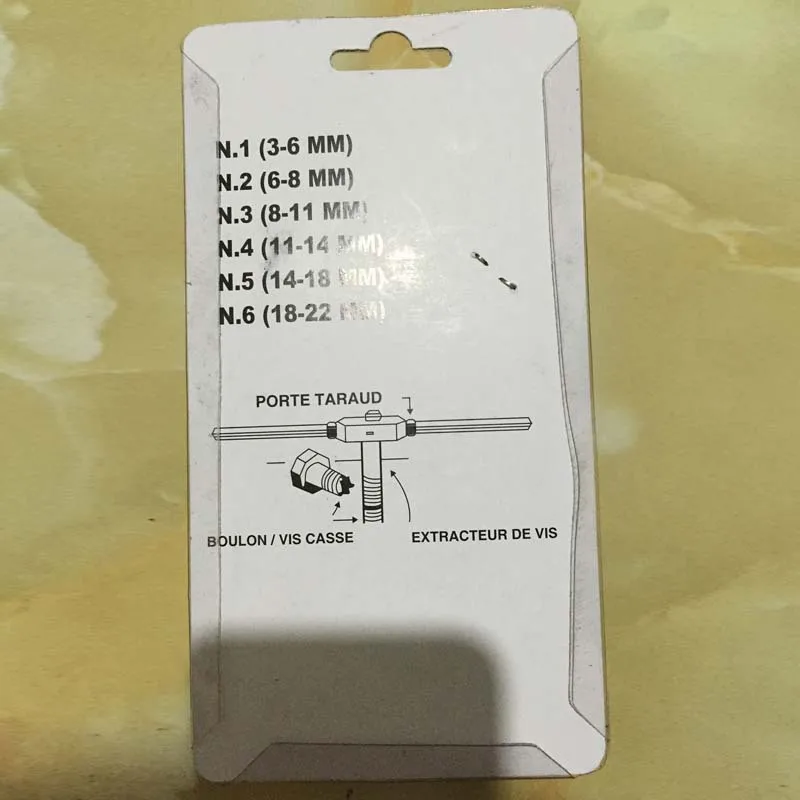 N.1 (3-6 MM)
N.2 (6-8 MM)
N.3 (8-11 MM)
N.4 (11-14 MM)
N.5 (14-18 MM)
N.6 (18-22 MM)
PORTE TARAUD
BOULON / VIS CASSE
EXTRACTEUR DE VIS